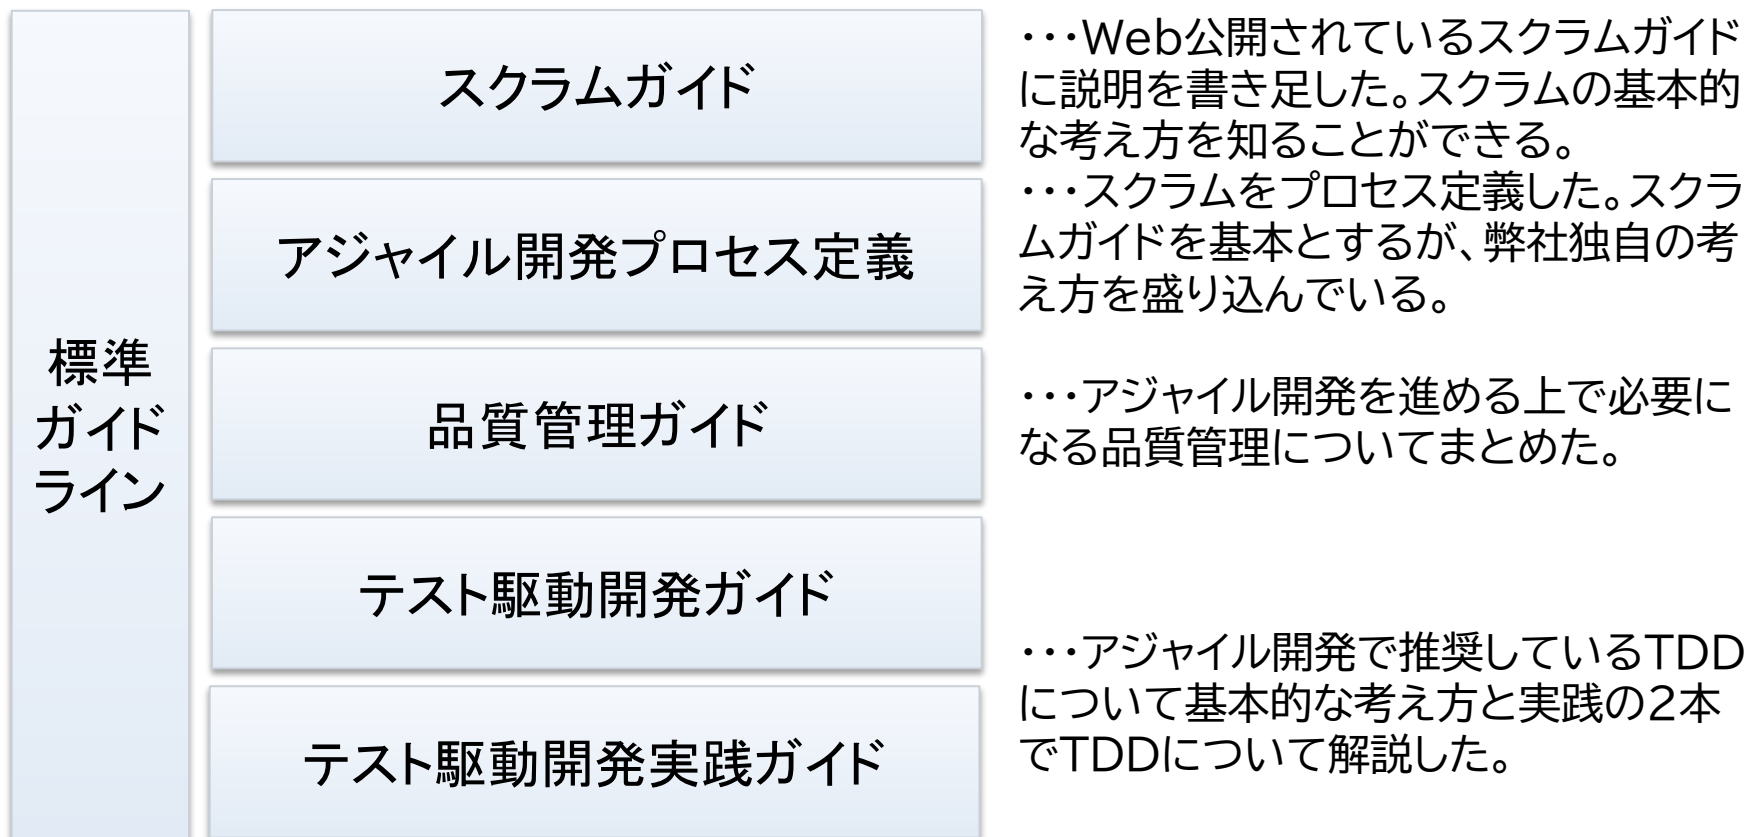 標準
ガイド
ライン
スクラムガイド
アジャイル開発プロセス定義
品質管理ガイド
テスト駆動開発ガイド
テスト駆動開発実践ガイド
・・・Web公開されているスクラムガイド
に説明を書き足した。スクラムの基本的
な考え方を知ることができる。
・・・スクラムをプロセス定義した。スクラ
ムガイドを基本とするが、弊社独自の考
え方を盛り込んでいる。
・・・アジャイル開発を進める上で必要に
なる品質管理についてまとめた。
・・・アジャイル開発で推奨しているTDD
について基本的な考え方と実践の2本
でTDDについて解説した。